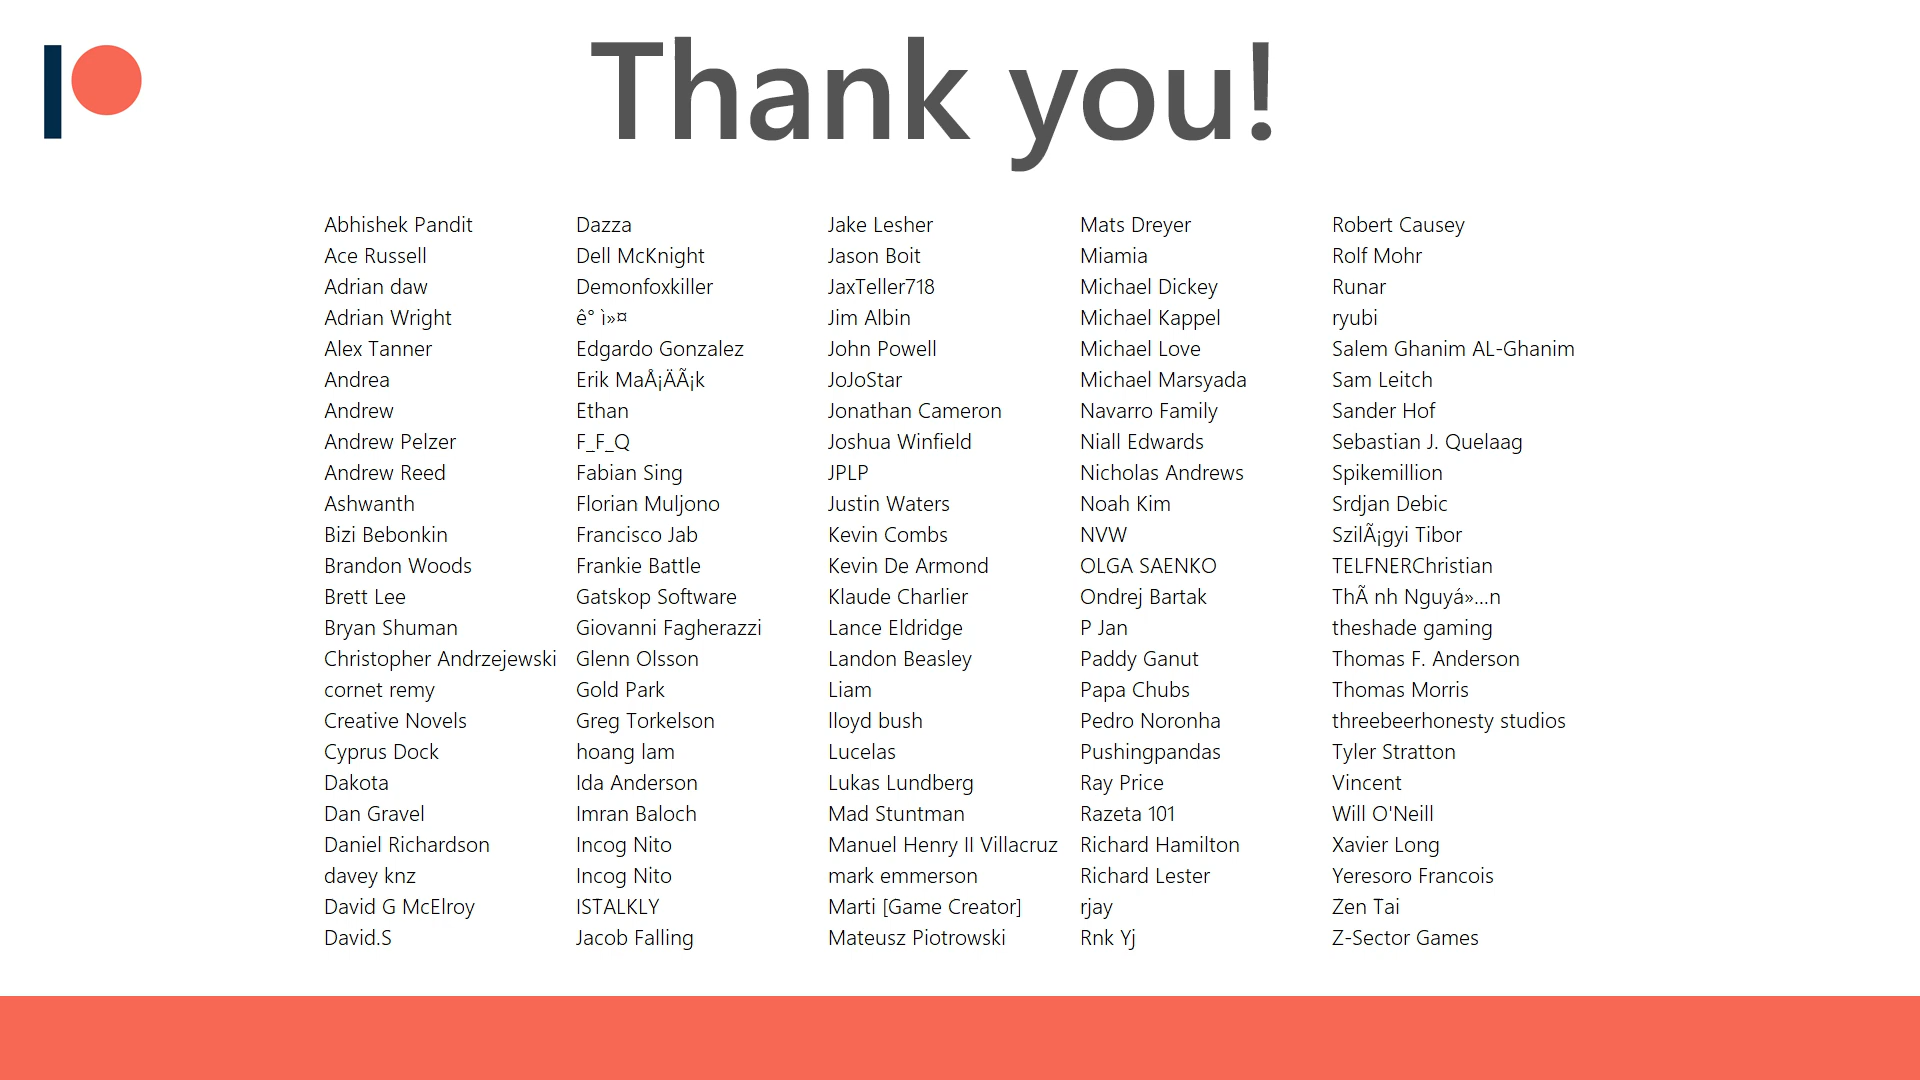 Thank you!
Abhishek Pandit
Ace Russell
Adrian daw
Adrian Wright
Alex Tanner
Andrea
Andrew
Andrew Pelzer
Andrew Reed
Ashwanth
Bizi Bebonkin
Brandon Woods
Brett Lee
Bryan Shuman
Christopher Andrzejewski
cornet remy
Creative Novels
Cyprus Dock
Dakota
Dan Gravel
Daniel Richardson
davey knz
David G McElroy
David.S
Dazza
Dell McKnight
Demonfoxkiller
ê° ì»¤
Edgardo Gonzalez
Erik MaÅ¡ÄÃ¡k
Ethan
F_F_Q
Fabian Sing
Florian Muljono
Francisco Jab
Frankie Battle
Gatskop Software
Giovanni Fagherazzi
Glenn Olsson
Gold Park
Greg Torkelson
hoang lam
Ida Anderson
Imran Baloch
Incog Nito
Incog Nito
ISTALKLY
Jacob Falling
Jake Lesher
Jason Boit
JaxTeller718
Jim Albin
John Powell
JoJoStar
Jonathan Cameron
Joshua Winfield
JPLP
Justin Waters
Kevin Combs
Kevin De Armond
Klaude Charlier
Lance Eldridge
Landon Beasley
Liam
lloyd bush
Lucelas
Lukas Lundberg
Mad Stuntman
Manuel Henry II Villacruz
mark emmerson
Marti [Game Creator]
Mateusz Piotrowski
Mats Dreyer
Miamia
Michael Dickey
Michael Kappel
Michael Love
Michael Marsyada
Navarro Family
Niall Edwards
Nicholas Andrews
Noah Kim
NVW
OLGA SAENKO
Ondrej Bartak
P Jan
Paddy Ganut
Papa Chubs
Pedro Noronha
Pushingpandas
Ray Price
Razeta 101
Richard Hamilton
Richard Lester
rjay
Rnk Yj
Robert Causey
Rolf Mohr
Runar
ryubi
Salem Ghanim AL-Ghanim
Sam Leitch
Sander Hof
Sebastian J. Quelaag
Spikemillion
Srdjan Debic
SzilÃ¡gyi Tibor
TELFNERChristian
ThÃ nh Nguyá»…n
theshade gaming
Thomas F. Anderson
Thomas Morris
threebeerhonesty studios
Tyler Stratton
Vincent
Will O'Neill
Xavier Long
Yeresoro Francois
Zen Tai
Z-Sector Games